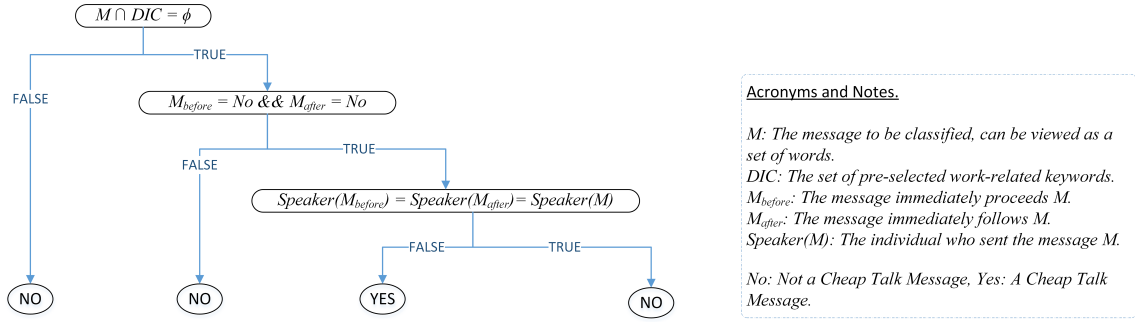 M ∩ DIC = ϕ
TRUE
FALSE
M_before = No && M_after = No
TRUE
FALSE
Speaker(M_before) = Speaker(M_after)= Speaker(M)
FALSE
TRUE
NO
NO
YES
NO
Acronyms and Notes.
M: The message to be classified, can be viewed as a
set of words.
DIC: The set of pre-selected work-related keywords.
M_before: The message immediately proceeds M.
M_after: The message immediately follows M.
Speaker(M): The individual who sent the message M.
No: Not a Cheap Talk Message, Yes: A Cheap Talk
Message.